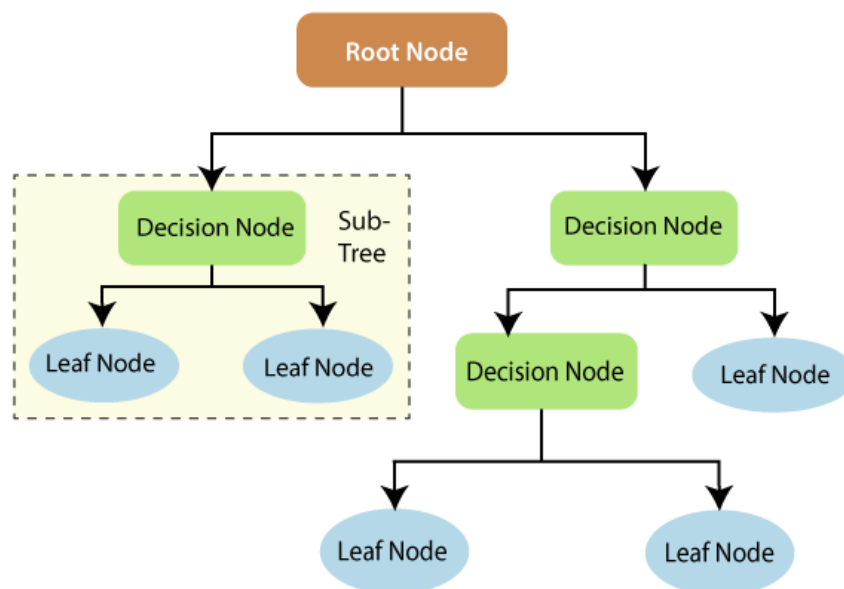 Root Node
Decision Node
Sub-
Tree
Decision Node
Leaf Node
Leaf Node
Decision Node
Leaf Node
Leaf Node
Leaf Node